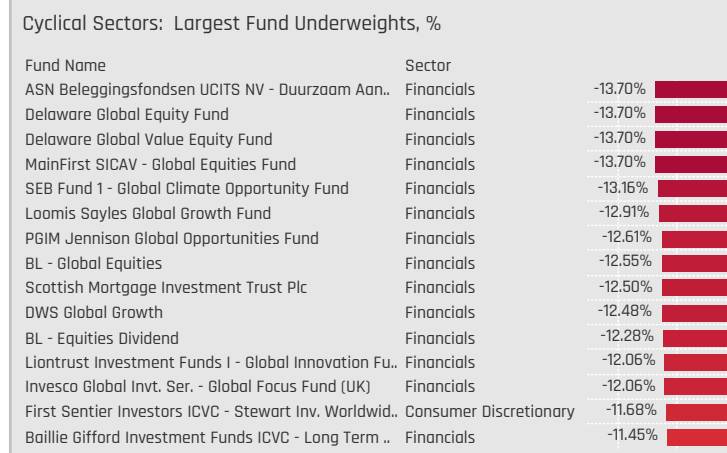 Cyclical Sectors: Largest Fund Underweights, %
Fund Name Sector
ASN Beleggingsfondsen UCITS NV - Duurzaam Aan.. Financials -13.70%
Delaware Global Equity Fund Financials -13.70%
Delaware Global Value Equity Fund Financials -13.70%
MainFirst SICAV - Global Equities Fund Financials -13.70%
SEB Fund 1 - Global Climate Opportunity Fund Financials -13.16%
Loomis Sayles Global Growth Fund Financials -12.91%
PGIM Jennison Global Opportunities Fund Financials -12.61%
BL - Global Equities Financials -12.55%
Scottish Mortgage Investment Trust Plc Financials -12.50%
DWS Global Growth Financials -12.48%
BL - Equities Dividend Financials -12.28%
Liontrust Investment Funds I - Global Innovation Fu.. Financials -12.06%
Invesco Global Invt. Ser. - Global Focus Fund (UK) Financials -12.06%
First Sentier Investors ICVC - Stewart Inv. Worldwid.. Consumer Discretionary -11.68%
Baillie Gifford Investment Funds ICVC - Long Term .. Financials -11.45%